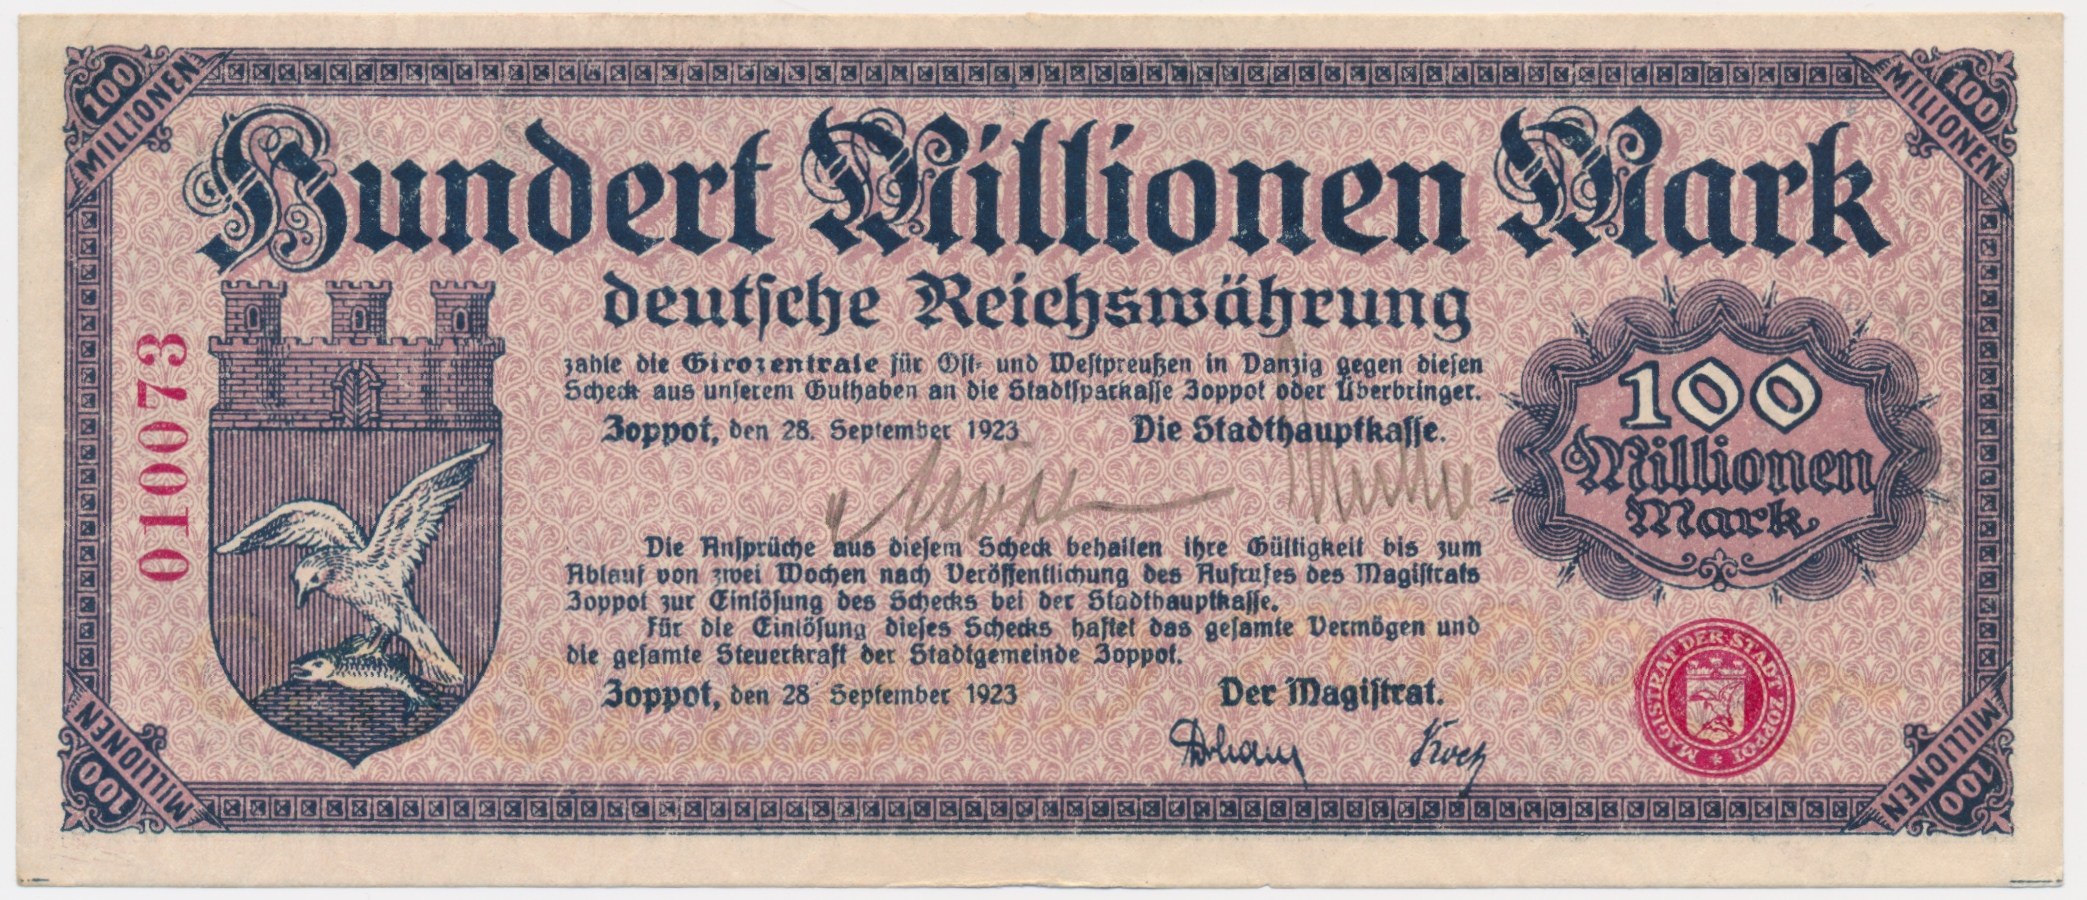 100 MILLIONEN
100 MILLIONEN
Hundert Millionen Mark
deutſche Reichswährung
010073
zahle die Girozentrale für Oſt- und Weſtpreußen in Danzig gegen dieſen
Scheck aus unſerem Guthaben an die Stadtſparkaſſe Zoppot oder Überbringer.
Zoppot, den 28. September 1923
Die Stadthauptkaſſe.
100
Millionen
Mark
Die Anſprüche aus dieſem Scheck behalten ihre Gültigkeit bis zum
Ablauf von zwei Wochen nach Veröffentlichung des Aufrufes des Magiſtrats
Zoppot zur Einlöſung des Schecks bei der Stadthauptkaſſe.
Für die Einlöſung dieſes Schecks haftet das geſamte Vermögen und
die geſamte Steuerkraft der Stadtgemeinde Zoppot.
Zoppot, den 28 September 1923
Der Magiſtrat.
MAGISTRAT DER STADT ZOPPOT *
100 MILLIONEN
100 MILLIONEN